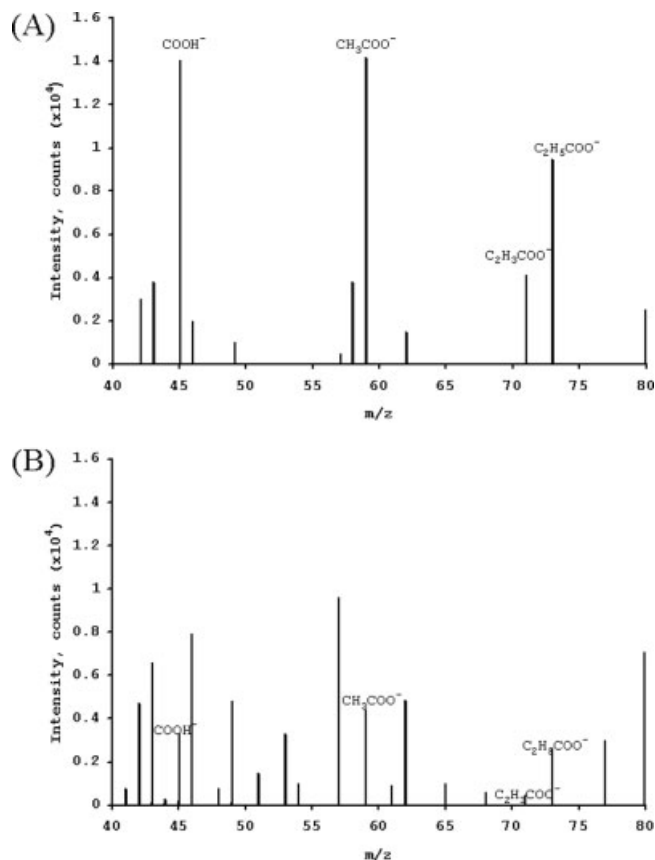 (A)
1.6
1.4
1.2
1
0.8
0.6
0.4
0.2
0
Intensity, counts (x10⁴)
COOH⁻
CH₃COO⁻
C₂H₅COO⁻
C₂H₃COO⁻
40 45 50 55 60 65 70 75 80
m/z
(B)
1.6
1.4
1.2
1
0.8
0.6
0.4
0.2
0
Intensity, counts (x10⁴)
CH₃COO⁻
COOH⁻
C₂H₅COO⁻
C₂H₃COO⁻
40 45 50 55 60 65 70 75 80
m/z